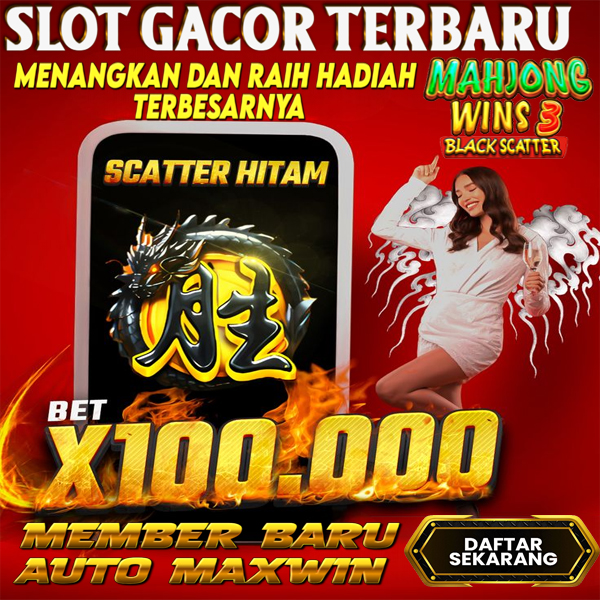 SLOT GACOR TERBARU
MENANGKAN DAN RAIH HADIAH
TERBESARNYA
MAHJONG
WINS 3
BLACK SCATTER
SCATTER HITAM
胜
BET
X100.000
MEMBER BARU
AUTO MAXWIN
DAFTAR
SEKARANG